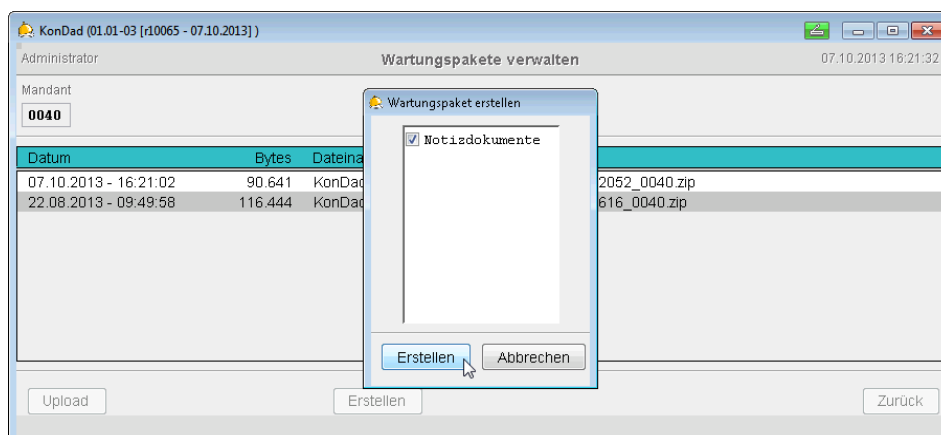 KonDad (01.01-03 [r10065 - 07.10.2013] )
Administrator Wartungspakete verwalten 07.10.2013 16:21:32
Mandant
0040
Wartungspaket erstellen
Notizdokumente
Datum Bytes Dateina
07.10.2013 - 16:21:02 90.641 KonDad 2052_0040.zip
22.08.2013 - 09:49:58 116.444 KonDad 616_0040.zip
Erstellen Abbrechen
Upload Erstellen Zurück